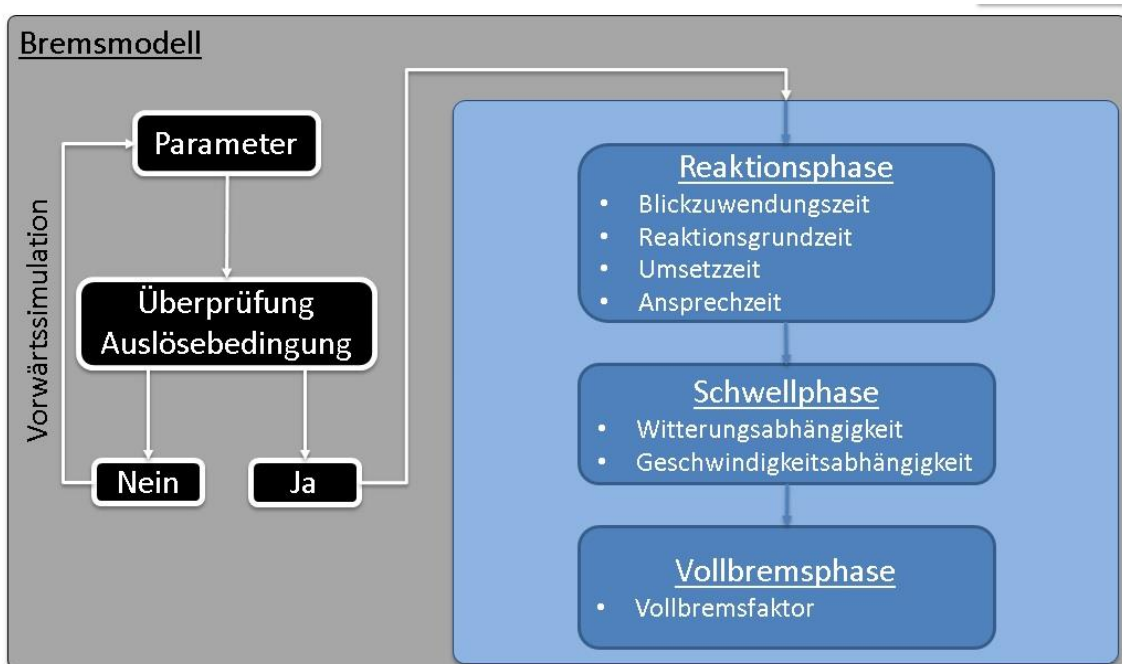 Bremsmodell
Parameter
Vorwärtssimulation
Überprüfung
Auslösebedingung
Nein
Ja
Reaktionsphase
• Blickzuwendungszeit
• Reaktionsgrundzeit
• Umsetzzeit
• Ansprechzeit
Schwellphase
• Witterungsabhängigkeit
• Geschwindigkeitsabhängigkeit
Vollbremsphase
• Vollbremsfaktor